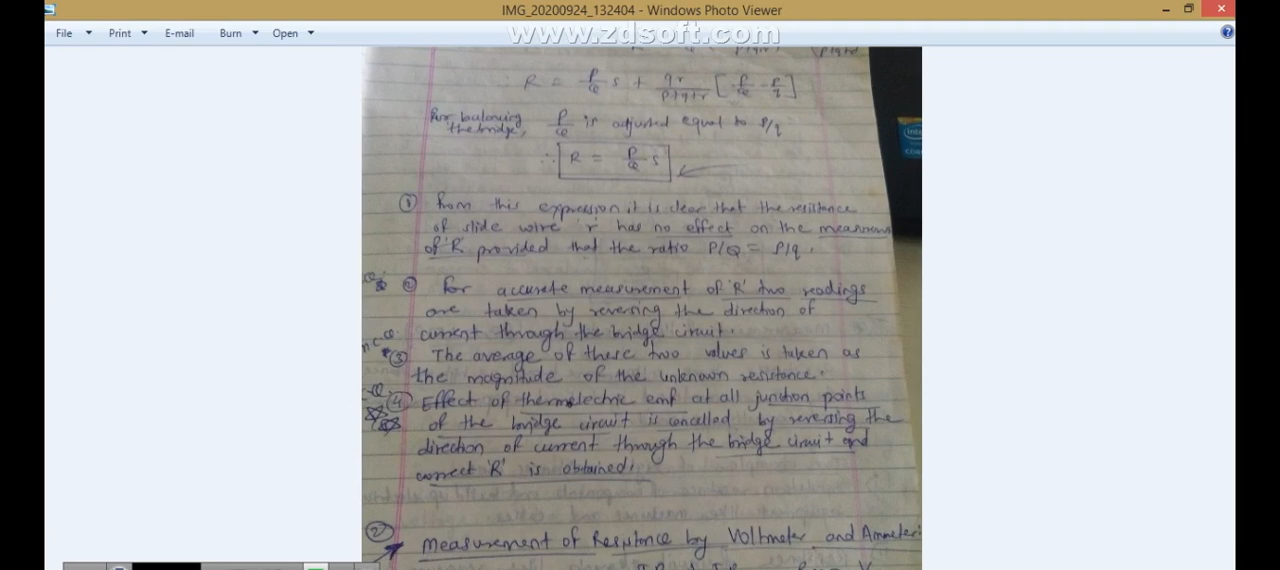 IMG_20200924_132404 - Windows Photo Viewer
File Print E-mail Burn Open
www.zdsoft.com
∴ R = P/Q s + qr/p+q+r [P/Q - p/q]
For balancing the bridge, P/Q is adjusted equal to p/q
∴ R = P/Q s
① From this expression it is clear that the resistance
of slide wire 'r' has no effect on the
of 'R' provided that the ratio P/Q = p/q.
② For accurate measurement of 'R' two readings
are taken by reversing the direction of
current through the bridge circuit.
③ The average of these two values is taken as
the magnitude of the unknown resistance.
④ Effect of thermoelectric emf at all junction points
of the bridge circuit is cancelled by reversing the
direction of current through the bridge circuit and
correct 'R' is obtained.
② Measurement of Resistance by Voltmeter and Ammeter: